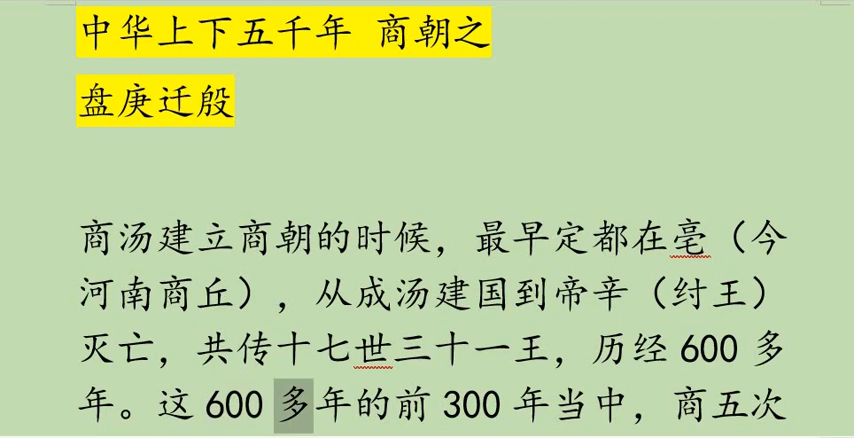 中华上下五千年 商朝之
盘庚迁殷
商汤建立商朝的时候，最早定都在亳（今
河南商丘），从成汤建国到帝辛（纣王）
灭亡，共传十七世三十一王，历经 600 多
年。这 600 多年的前 300 年当中，商五次